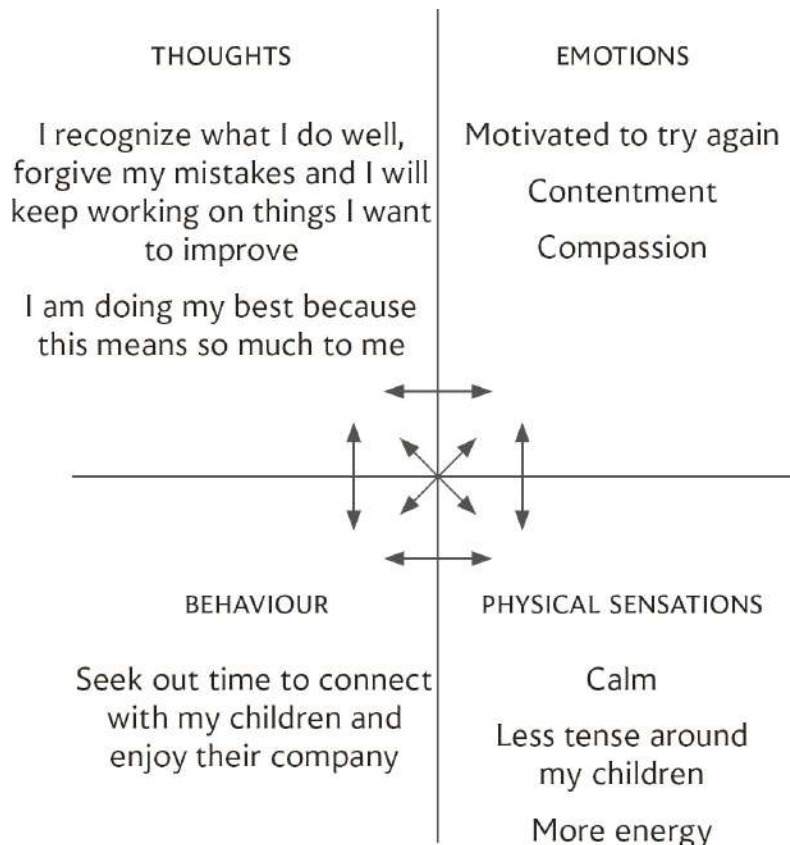 THOUGHTS
I recognize what I do well,
forgive my mistakes and I will
keep working on things I want
to improve
I am doing my best because
this means so much to me
EMOTIONS
Motivated to try again
Contentment
Compassion
BEHAVIOUR
Seek out time to connect
with my children and
enjoy their company
PHYSICAL SENSATIONS
Calm
Less tense around
my children
More energy